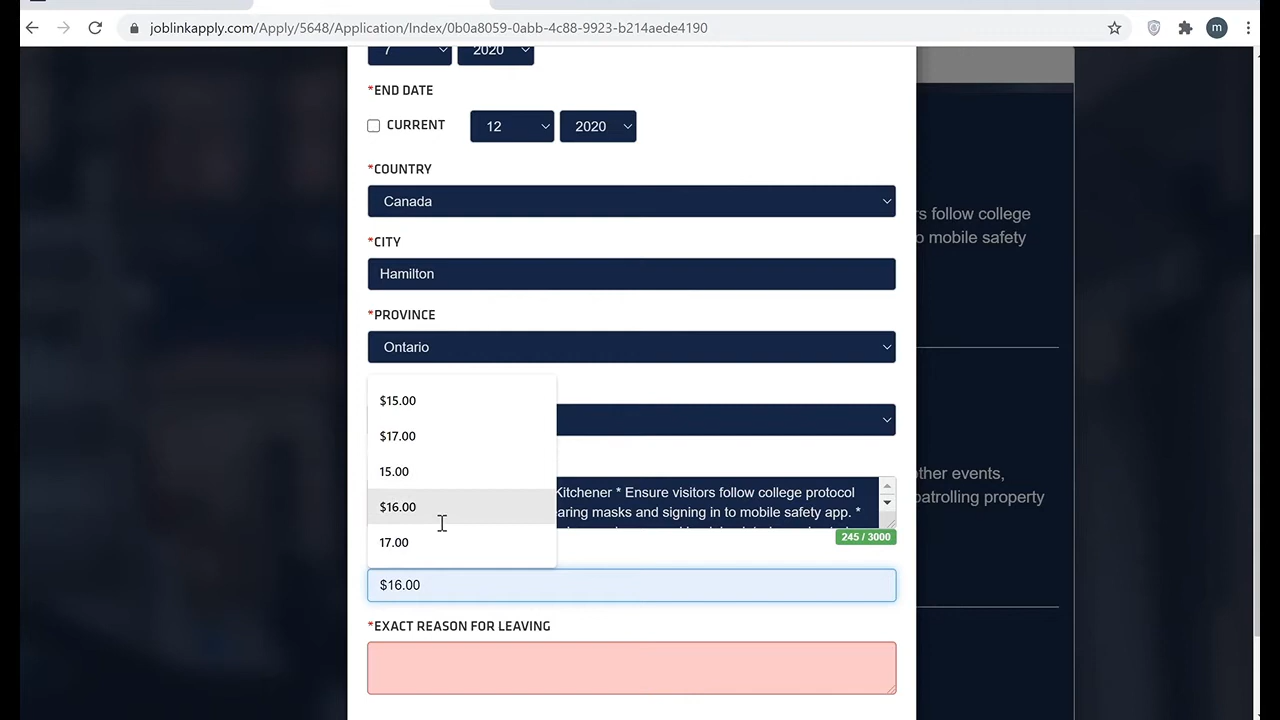 joblinkapply.com/Apply/5648/Application/Index/0b0a8059-0abb-4c88-9923-b214aede4190
m
7 2020
*END DATE
CURRENT 12 2020
*COUNTRY
Canada
*CITY
Hamilton
*PROVINCE
Ontario
$15.00
$17.00
15.00
$16.00
17.00
Kitchener * Ensure visitors follow college protocol
aring masks and signing in to mobile safety app. *
245 / 3000
$16.00
*EXACT REASON FOR LEAVING
rs follow college
o mobile safety
ther events,
patrolling property